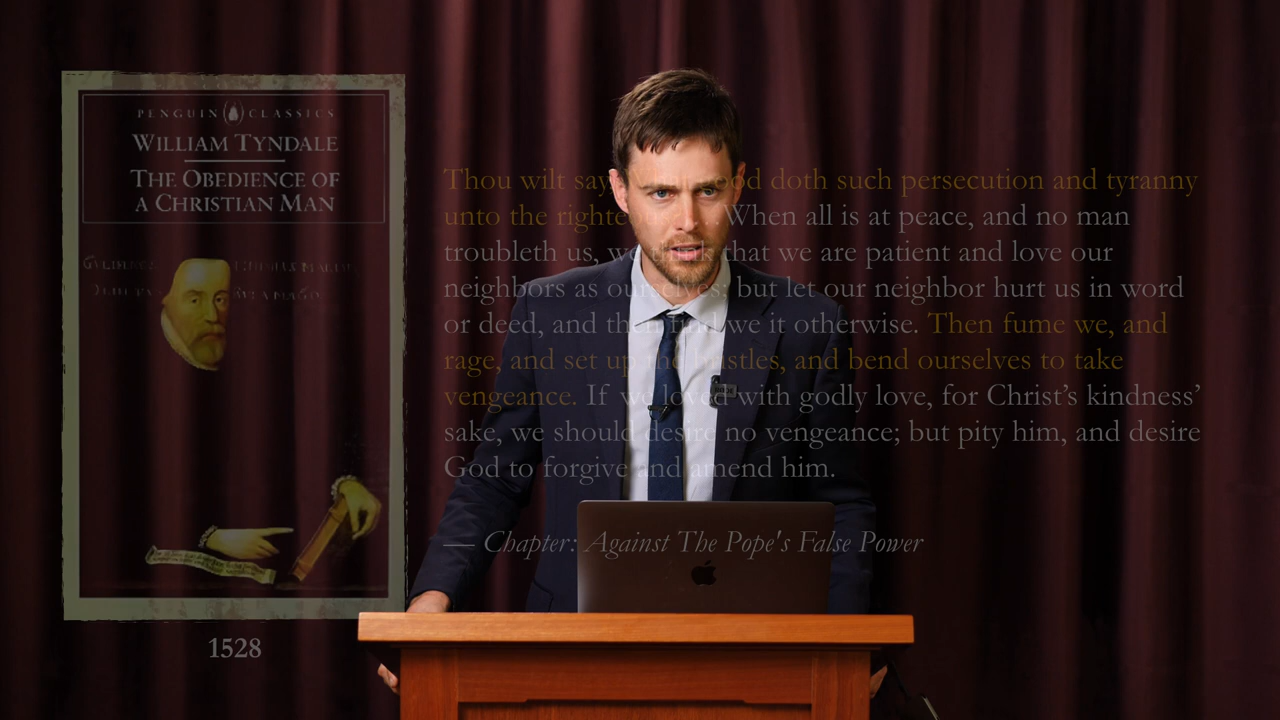 PENGUIN CLASSICS
WILLIAM TYNDALE
THE OBEDIENCE OF
A CHRISTIAN MAN
Thou wilt say doth such persecution and tyranny
unto the When all is at peace, and no man
troubleth us, that we are patient and love our
neighbors as but let our neighbor hurt us in word
or deed, and then we it otherwise. Then fume we, and
rage, and set up bristles, and bend ourselves to take
vengeance. If we loved with godly love, for Christ’s kindness’
sake, we should desire no vengeance; but pity him, and desire
God to forgive and amend him.
— Chapter: Against The Pope's False Power
1528